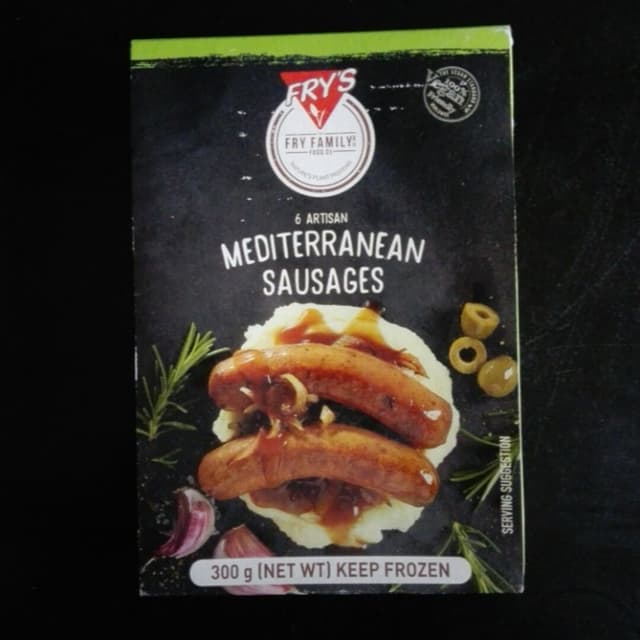 FRY'S
FRY FAMILY
FOOD CO.
6 ARTISAN
MEDITERRANEAN
SAUSAGES
SERVING SUGGESTION
300 g (NET WT) KEEP FROZEN